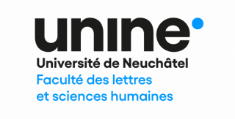 unine
Université de Neuchâtel
Faculté des lettres
et sciences humaines